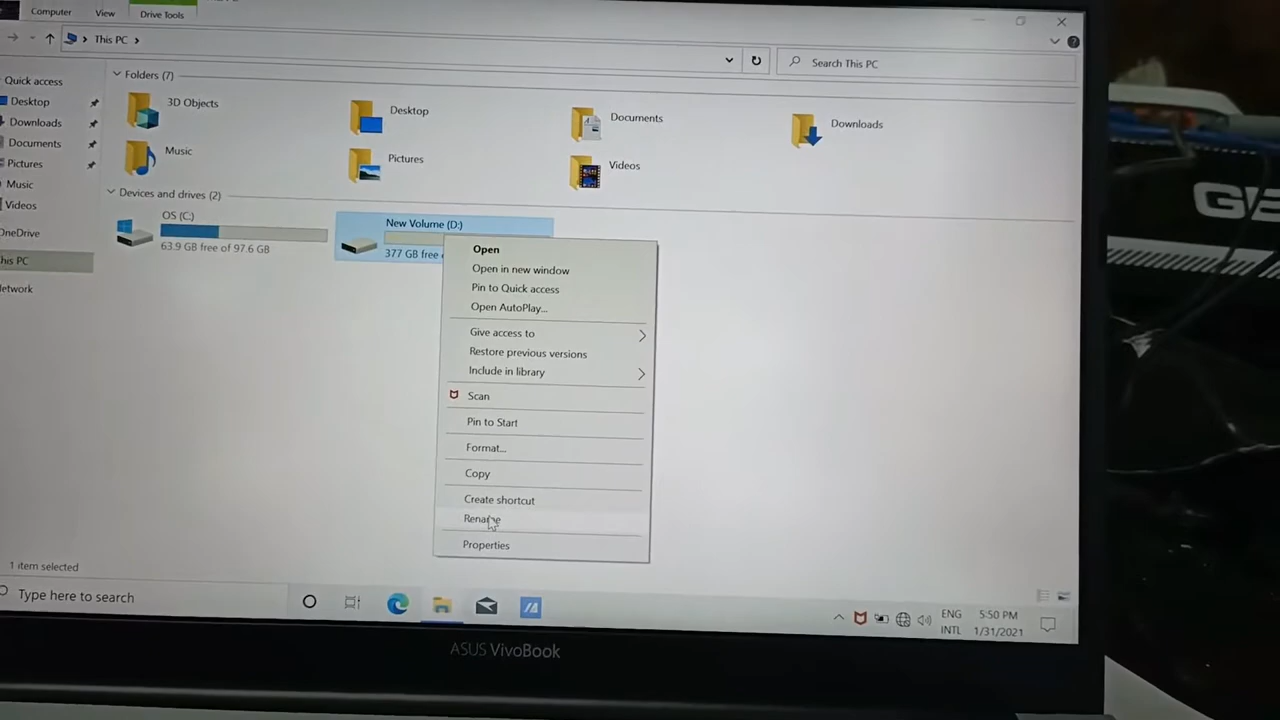 Computer View Drive Tools
This PC
Search This PC
Quick access
Desktop
Downloads
Documents
Pictures
Music
Videos
OneDrive
his PC
etwork
Folders (7)
3D Objects
Desktop
Documents
Downloads
Music
Pictures
Videos
Devices and drives (2)
OS (C:)
63.9 GB free of 97.6 GB
New Volume (D:)
377 GB free
Open
Open in new window
Pin to Quick access
Open AutoPlay...
Give access to
Restore previous versions
Include in library
Scan
Pin to Start
Format...
Copy
Create shortcut
Rename
Properties
1 item selected
Type here to search
ENG
INTL
5:50 PM
1/31/2021
ASUS VivoBook